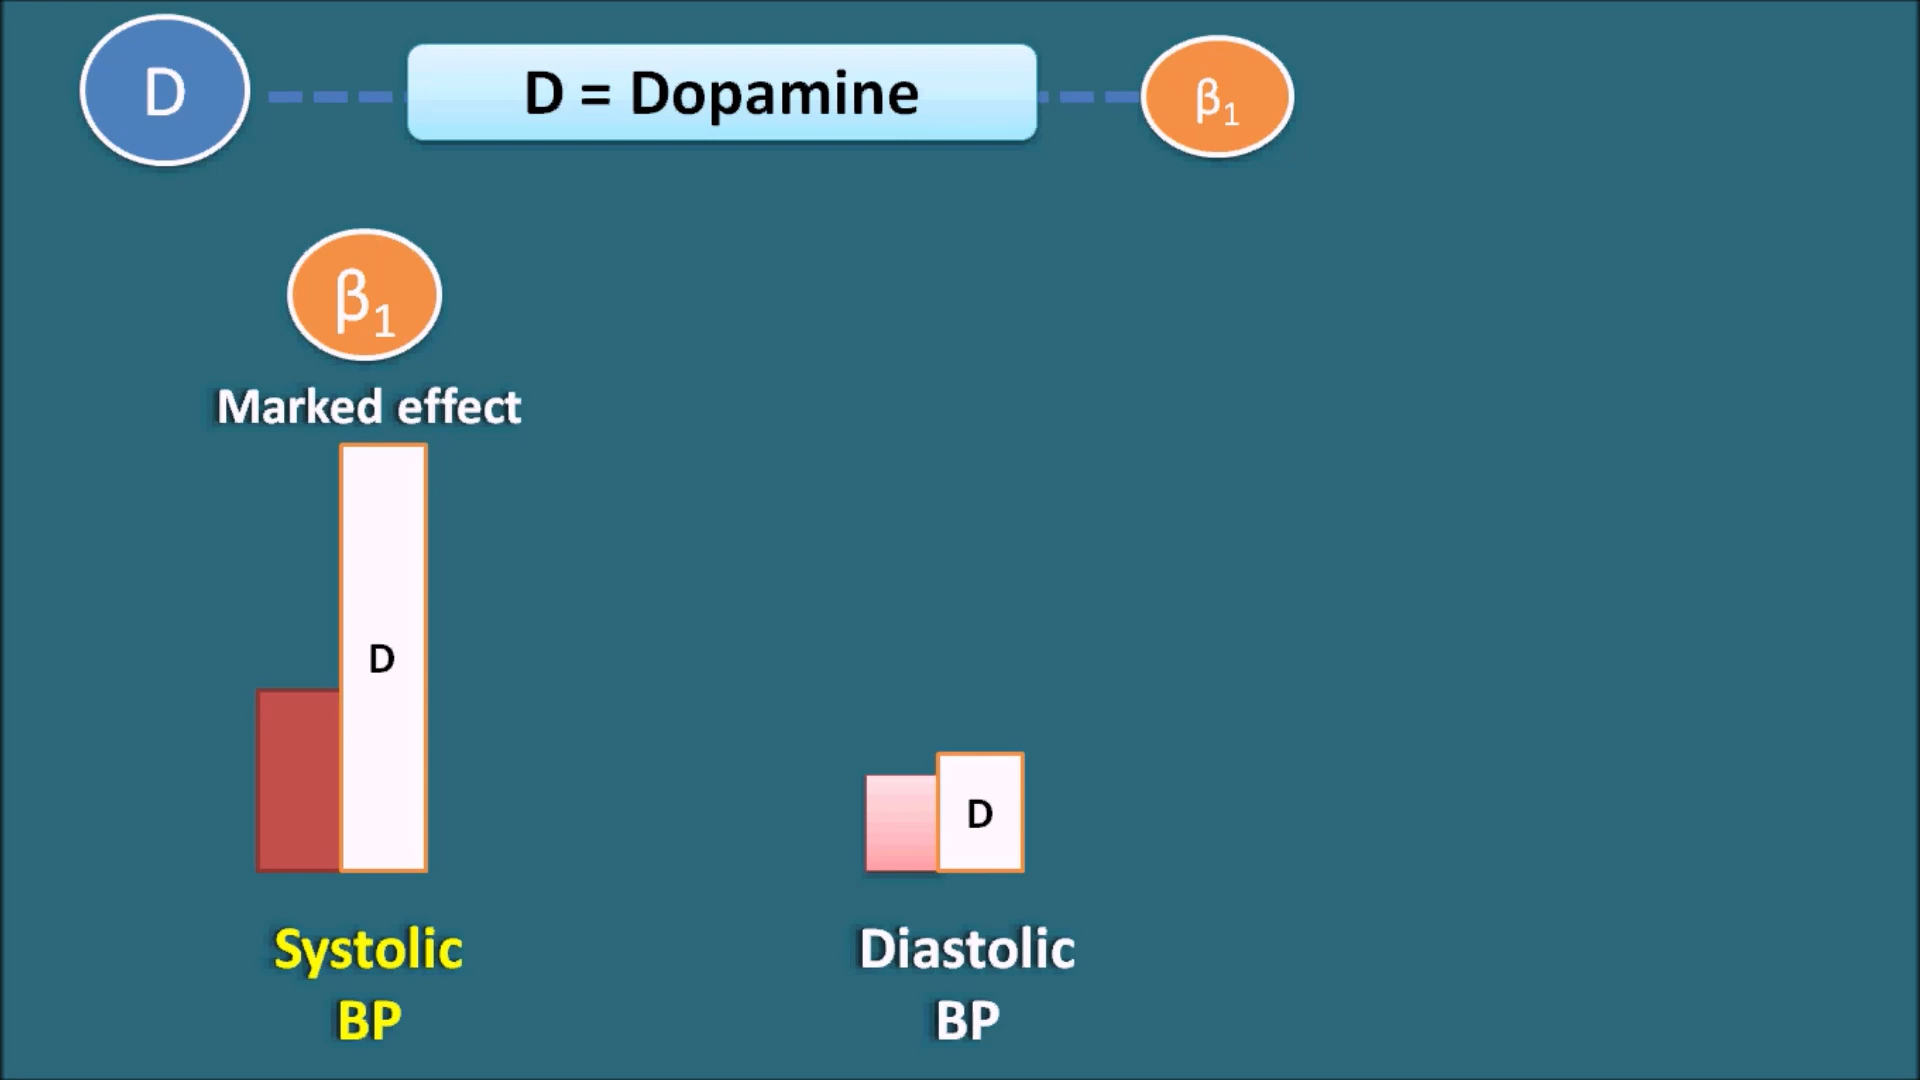 D
D = Dopamine
β₁
β₁
Marked effect
D
D
Systolic
BP
Diastolic
BP